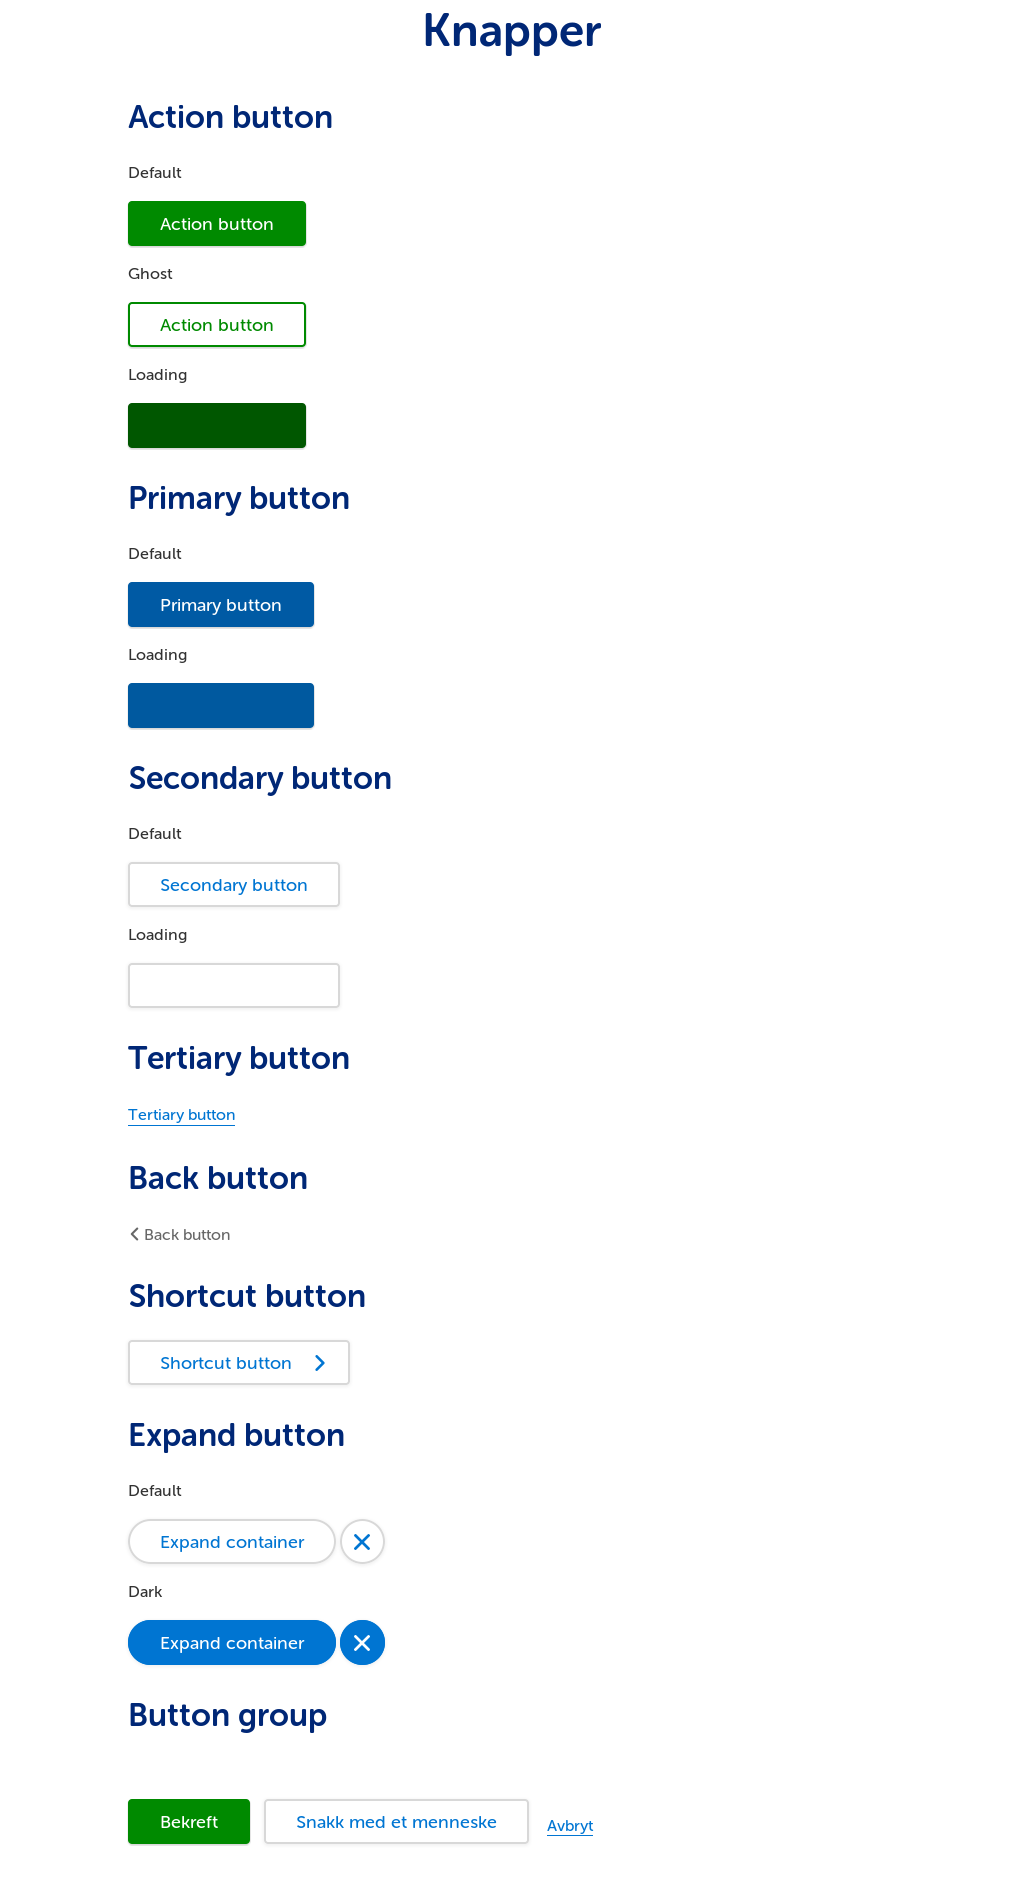 Knapper
Action button
Default
Action button
Ghost
Action button
Loading
Primary button
Default
Primary button
Loading
Secondary button
Default
Secondary button
Loading
Tertiary button
Tertiary button
Back button
Back button
Shortcut button
Shortcut button
Expand button
Default
Expand container
Dark
Expand container
Button group
Bekreft Snakk med et menneske Avbryt